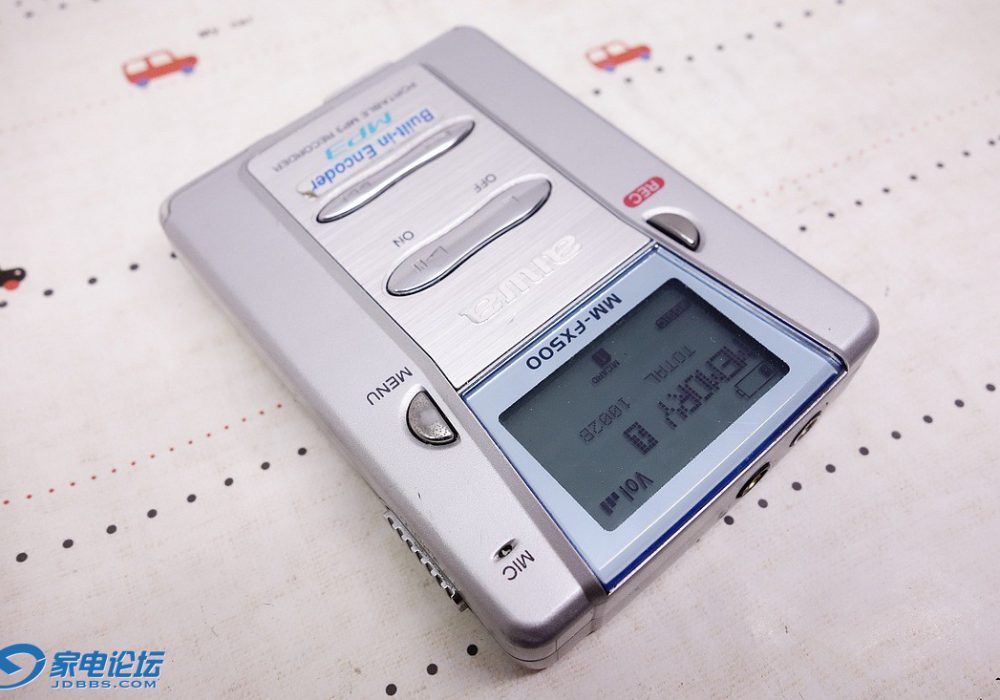 PORTABLE MP3 RECORDER
MP3
Built-in Encoder
OFF
ON
REC
aiwa
MENU
MIC
MM-FX500
MEMORY 0
TOTAL
Vol
家电论坛
JDBBS.COM